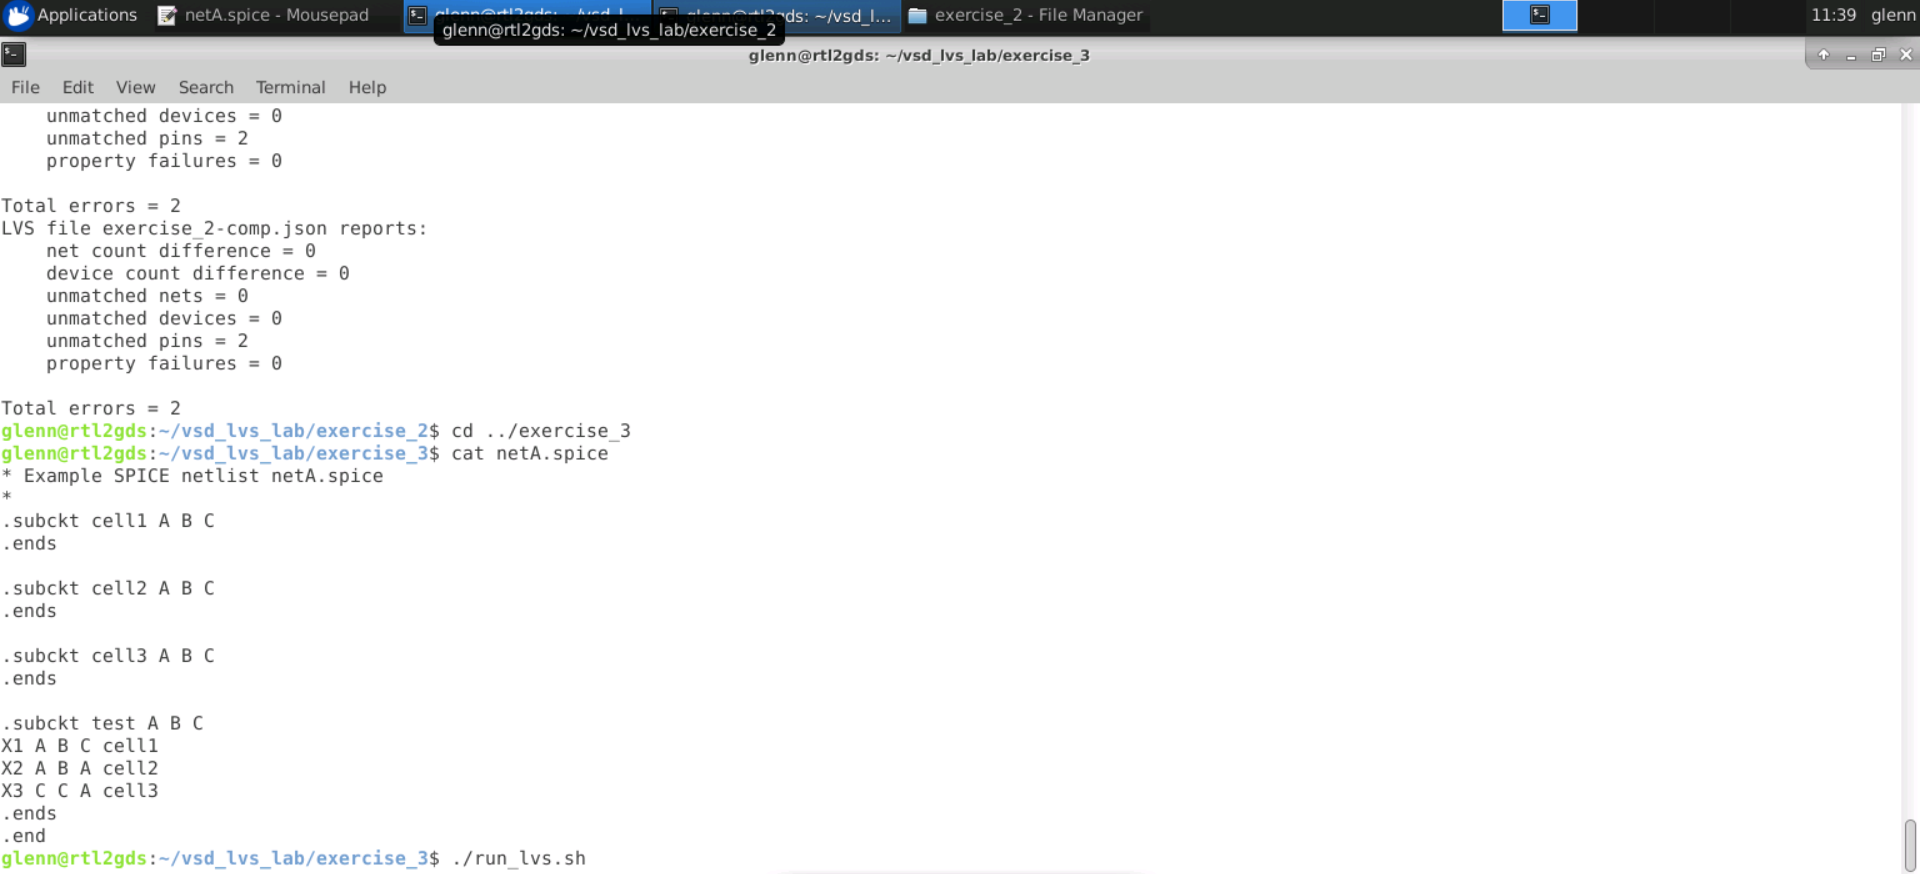 Applications netA.spice - Mousepad glenn@rtl2gds: ~/vsd_l... glenn@rtl2gds: ~/vsd_l... exercise_2 - File Manager 11:39 glenn
glenn@rtl2gds: ~/vsd_lvs_lab/exercise_2
glenn@rtl2gds: ~/vsd_lvs_lab/exercise_3
File Edit View Search Terminal Help
unmatched devices = 0
unmatched pins = 2
property failures = 0
Total errors = 2
LVS file exercise_2-comp.json reports:
net count difference = 0
device count difference = 0
unmatched nets = 0
unmatched devices = 0
unmatched pins = 2
property failures = 0
Total errors = 2
glenn@rtl2gds:~/vsd_lvs_lab/exercise_2$ cd ../exercise_3
glenn@rtl2gds:~/vsd_lvs_lab/exercise_3$ cat netA.spice
* Example SPICE netlist netA.spice
*
.subckt cell1 A B C
.ends
.subckt cell2 A B C
.ends
.subckt cell3 A B C
.ends
.subckt test A B C
X1 A B C cell1
X2 A B A cell2
X3 C C A cell3
.ends
.end
glenn@rtl2gds:~/vsd_lvs_lab/exercise_3$ ./run_lvs.sh